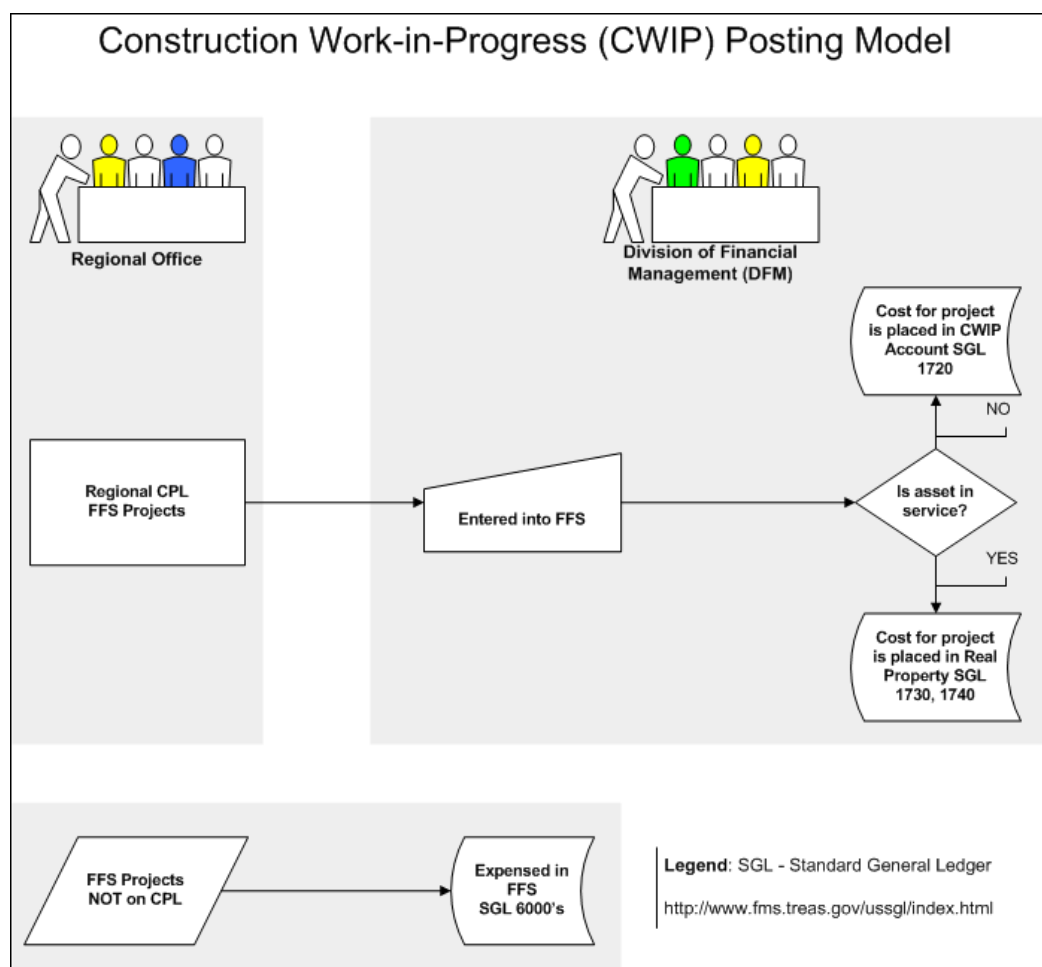 Construction Work-in-Progress (CWIP) Posting Model
Regional Office
Division of Financial
Management (DFM)
Cost for project
is placed in CWIP
Account SGL
1720
NO
Regional CPL
FFS Projects
Entered into FFS
Is asset in
service?
YES
Cost for project
is placed in Real
Property SGL
1730, 1740
FFS Projects
NOT on CPL
Expensed in
FFS
SGL 6000's
Legend: SGL - Standard General Ledger
http://www.fms.treas.gov/ussgl/index.html